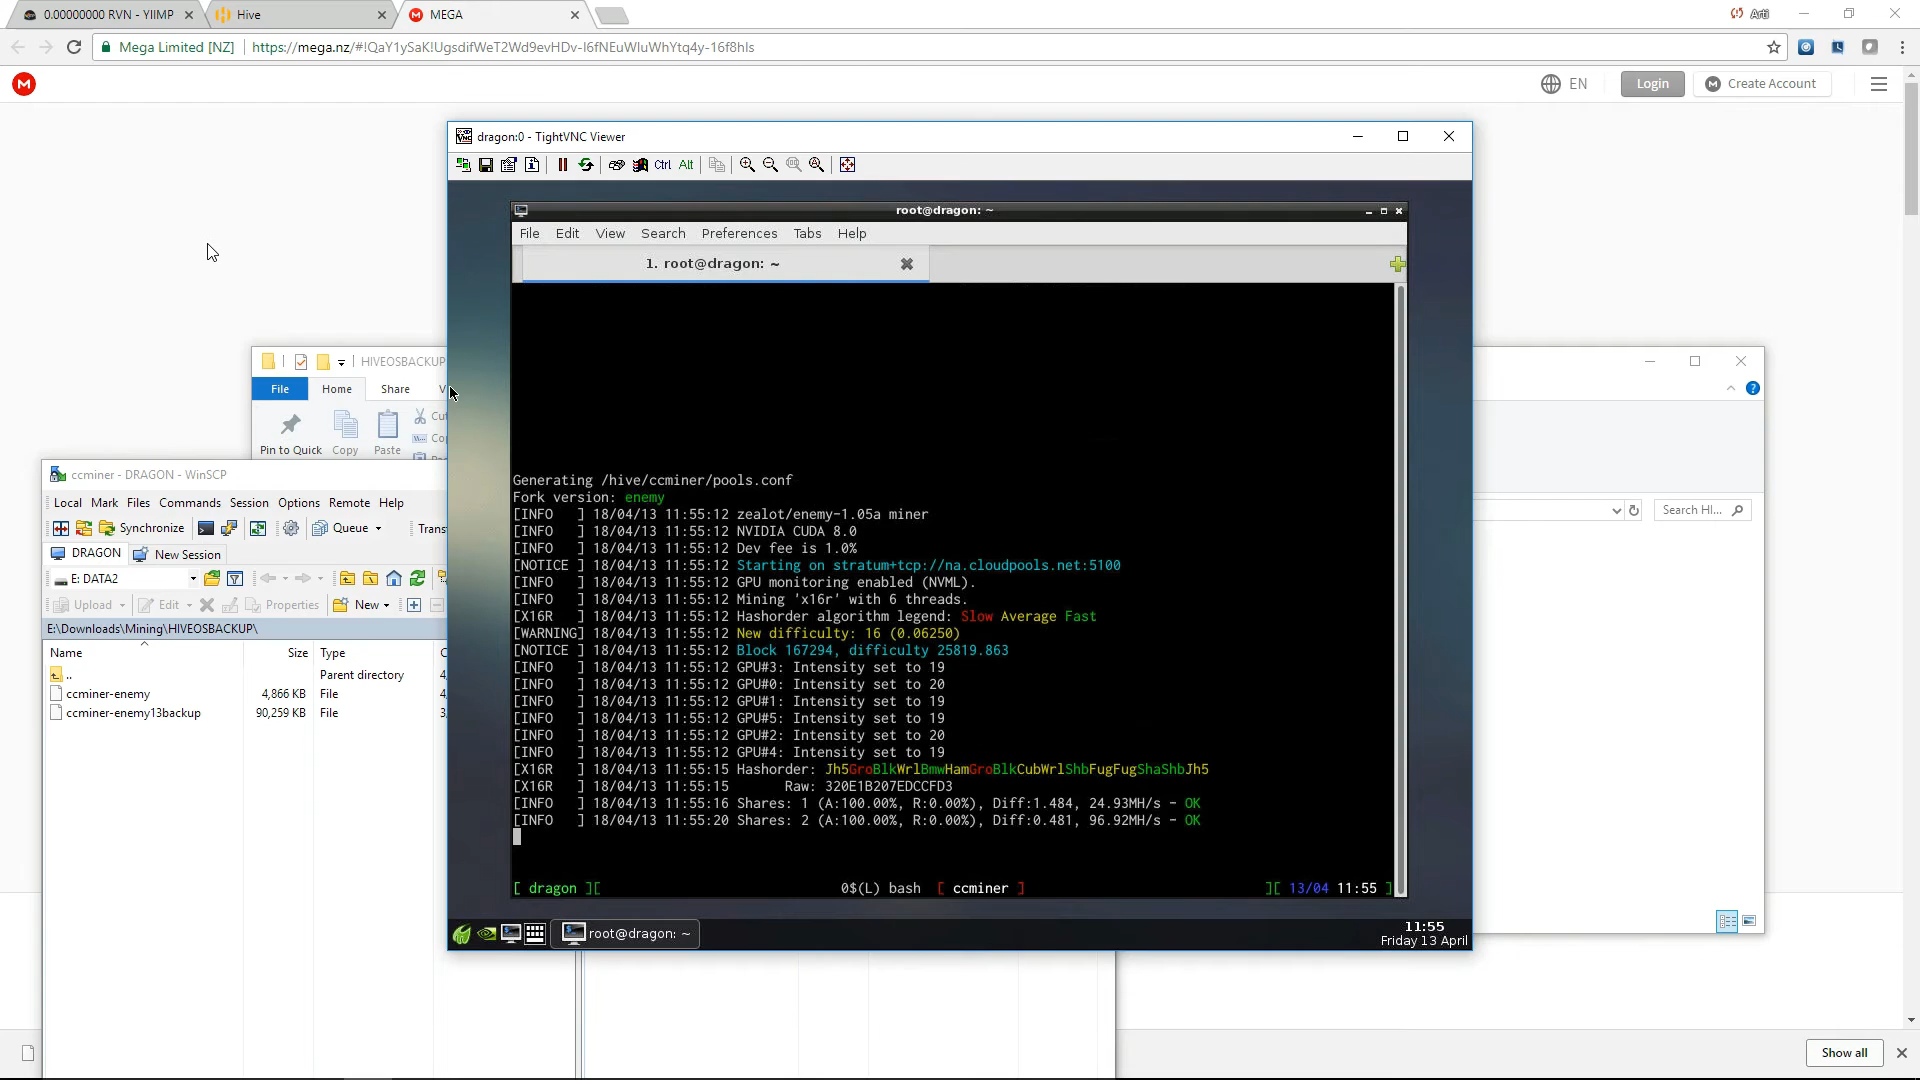 0.00000000 RVN - YIIMP
Hive
MEGA
Arti
Mega Limited [NZ]
https://mega.nz/#!QaY1ySaK!UgsdifWeT2Wd9evHDv-I6fNEuWIuWhYtq4y-16f8hls
EN
Login
Create Account
dragon:0 - TightVNC Viewer
Ctrl Alt
root@dragon: ~
File Edit View Search Preferences Tabs Help
1. root@dragon: ~
Generating /hive/ccminer/pools.conf
Fork version: enemy
[INFO   ] 18/04/13 11:55:12 zealot/enemy-1.05a miner
[INFO   ] 18/04/13 11:55:12 NVIDIA CUDA 8.0
[INFO   ] 18/04/13 11:55:12 Dev fee is 1.0%
[NOTICE ] 18/04/13 11:55:12 Starting on stratum+tcp://na.cloudpools.net:5100
[INFO   ] 18/04/13 11:55:12 GPU monitoring enabled (NVML).
[INFO   ] 18/04/13 11:55:12 Mining 'x16r' with 6 threads.
[X16R   ] 18/04/13 11:55:12 Hashorder algorithm legend: Slow Average Fast
[WARNING] 18/04/13 11:55:12 New difficulty: 16 (0.06250)
[NOTICE ] 18/04/13 11:55:12 Block 167294, difficulty 25819.863
[INFO   ] 18/04/13 11:55:12 GPU#3: Intensity set to 19
[INFO   ] 18/04/13 11:55:12 GPU#0: Intensity set to 20
[INFO   ] 18/04/13 11:55:12 GPU#1: Intensity set to 19
[INFO   ] 18/04/13 11:55:12 GPU#5: Intensity set to 19
[INFO   ] 18/04/13 11:55:12 GPU#2: Intensity set to 20
[INFO   ] 18/04/13 11:55:12 GPU#4: Intensity set to 19
[X16R   ] 18/04/13 11:55:15 Hashorder: Jh5GroBlkWrlBmwHamGroBlkCubWrlShbFugFugShaShbJh5
[X16R   ] 18/04/13 11:55:15       Raw: 320E1B207EDCCFD3
[INFO   ] 18/04/13 11:55:16 Shares: 1 (A:100.00%, R:0.00%), Diff:1.484, 24.93MH/s - OK
[INFO   ] 18/04/13 11:55:20 Shares: 2 (A:100.00%, R:0.00%), Diff:0.481, 96.92MH/s - OK
[ dragon ][ 0$(L) bash [ ccminer ] ][ 13/04 11:55 ]
root@dragon: ~
11:55
Friday 13 April
HIVEOSBACKUP
File Home Share V
Cu
Co
Pin to Quick Copy Paste
Search HI...
ccminer - DRAGON - WinSCP
Local Mark Files Commands Session Options Remote Help
Synchronize Queue Trans
DRAGON New Session
E: DATA2
Upload Edit Properties New
E:\Downloads\Mining\HIVEOSBACKUP\
Name Size Type C
.. Parent directory 4
ccminer-enemy 4,866 KB File 4
ccminer-enemy13backup 90,259 KB File 3
Show all